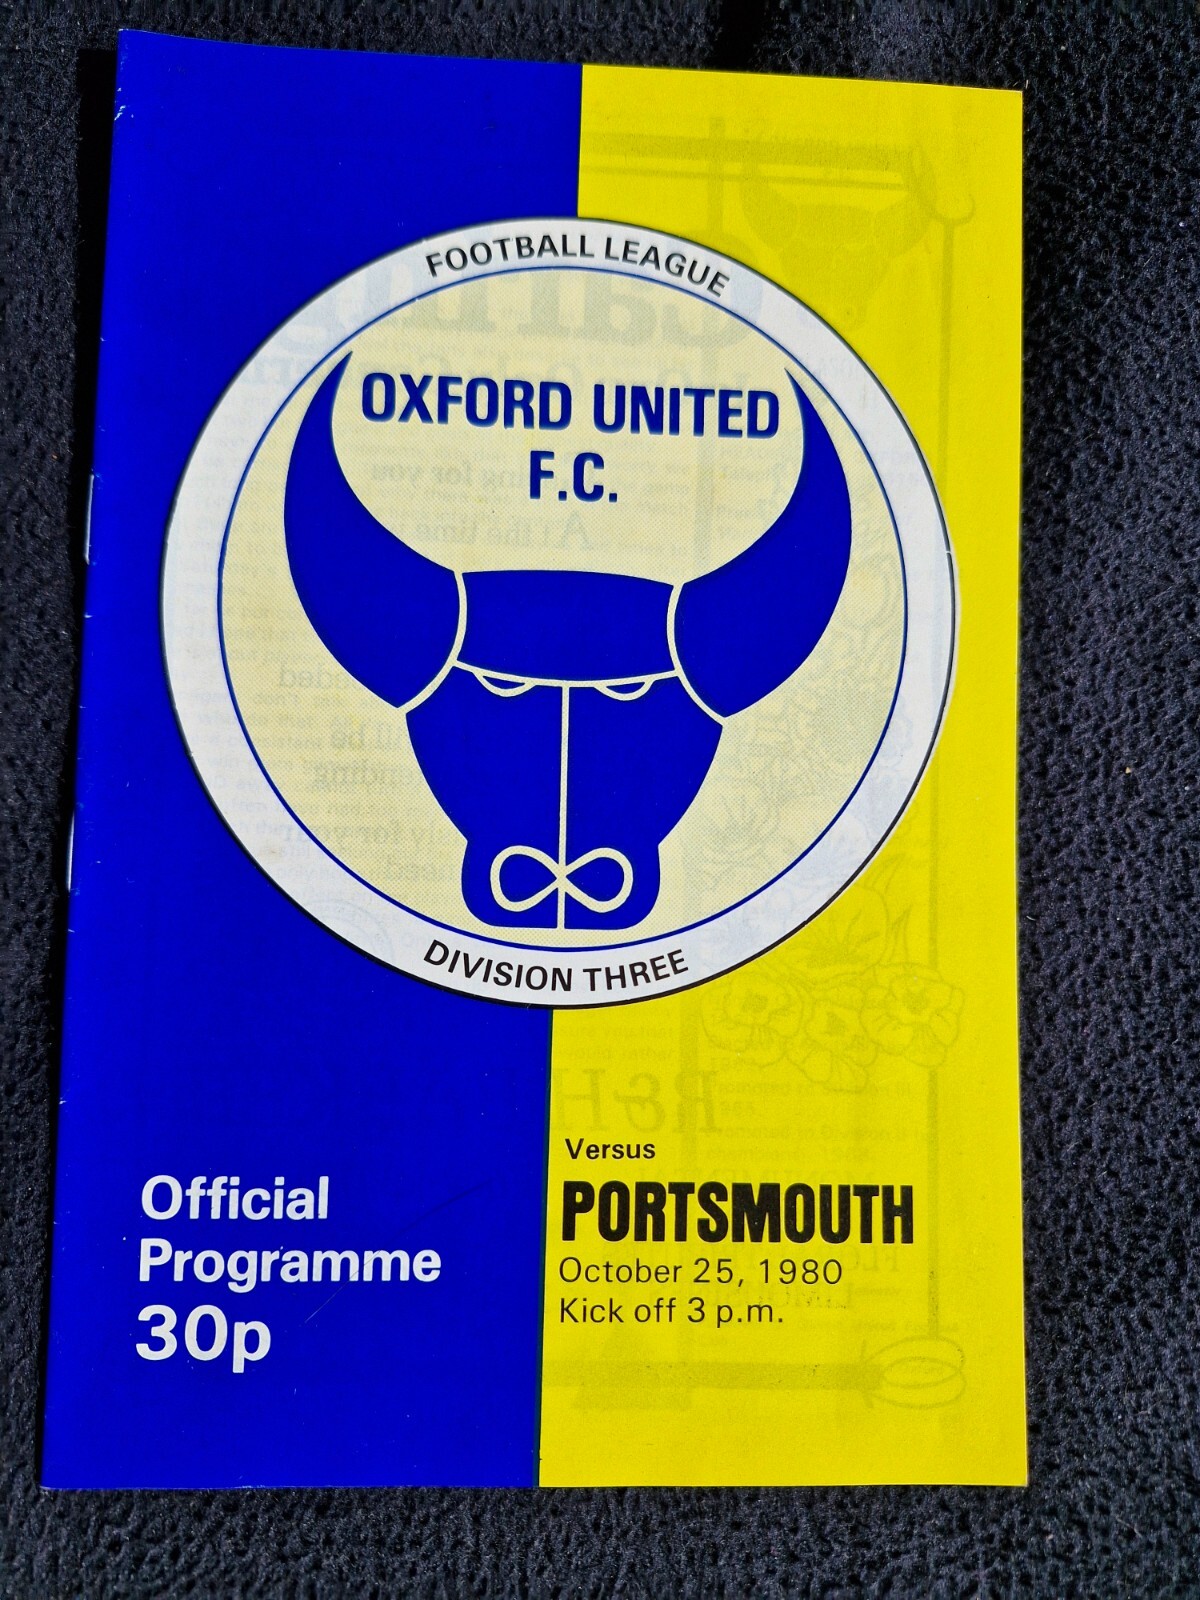 FOOTBALL LEAGUE
OXFORD UNITED
F.C.
DIVISION THREE
Official
Programme
30p
Versus
PORTSMOUTH
October 25, 1980
Kick off 3 p.m.